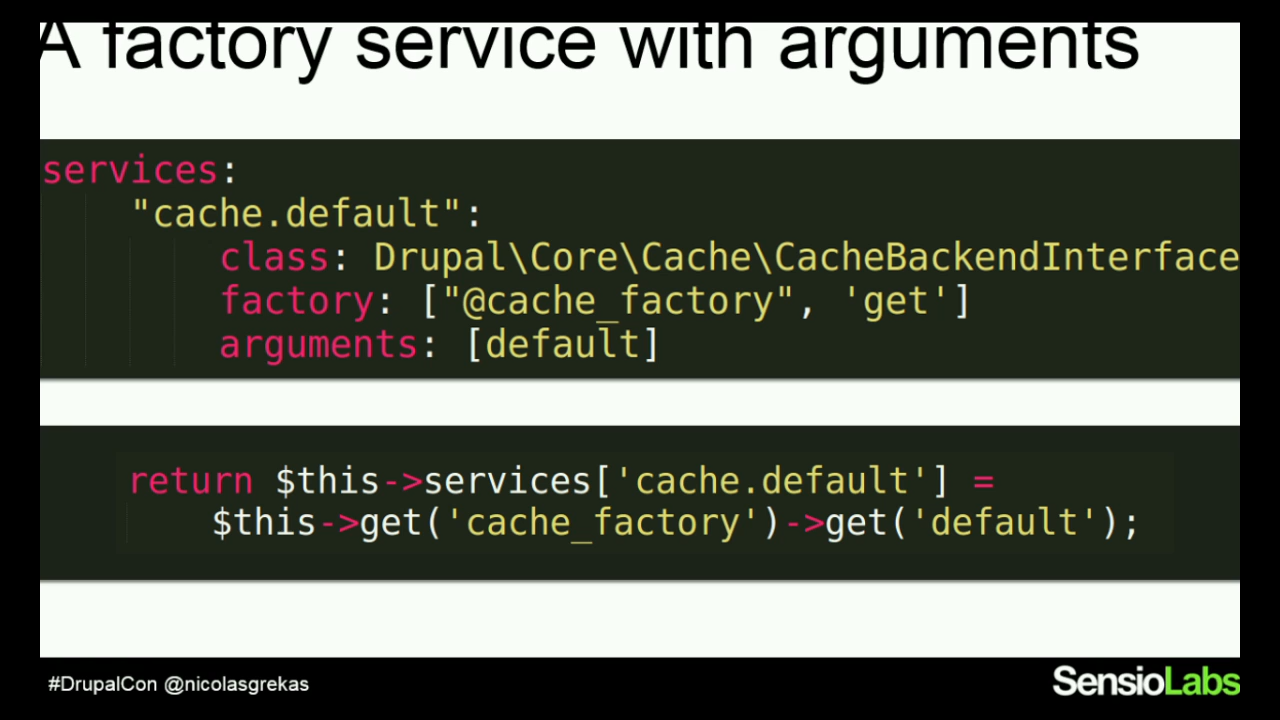 A factory service with arguments
services:
"cache.default":
class: Drupal\Core\Cache\CacheBackendInterface
factory: ["@cache_factory", 'get']
arguments: [default]
return $this->services['cache.default'] =
$this->get('cache_factory')->get('default');
#DrupalCon @nicolasgrekas
SensioLabs